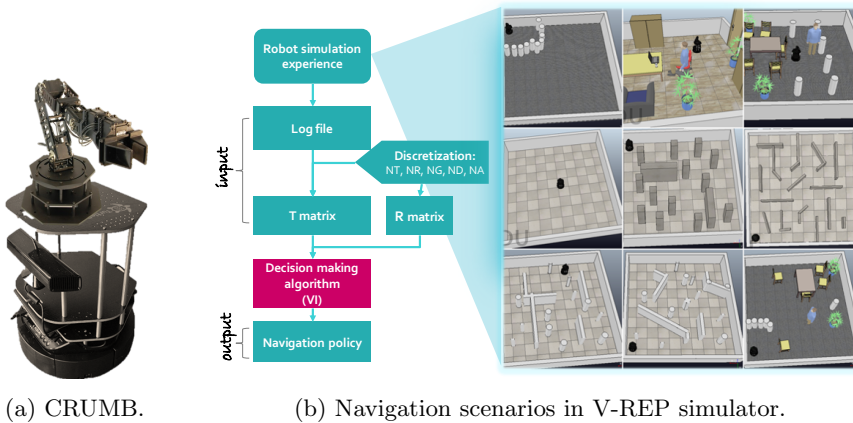 Robot simulation
experience
Log file
Discretization:
NT, NR, NG, ND, NA
input
T matrix
R matrix
Decision making
algorithm
(VI)
output
Navigation policy
(a) CRUMB.
(b) Navigation scenarios in V-REP simulator.